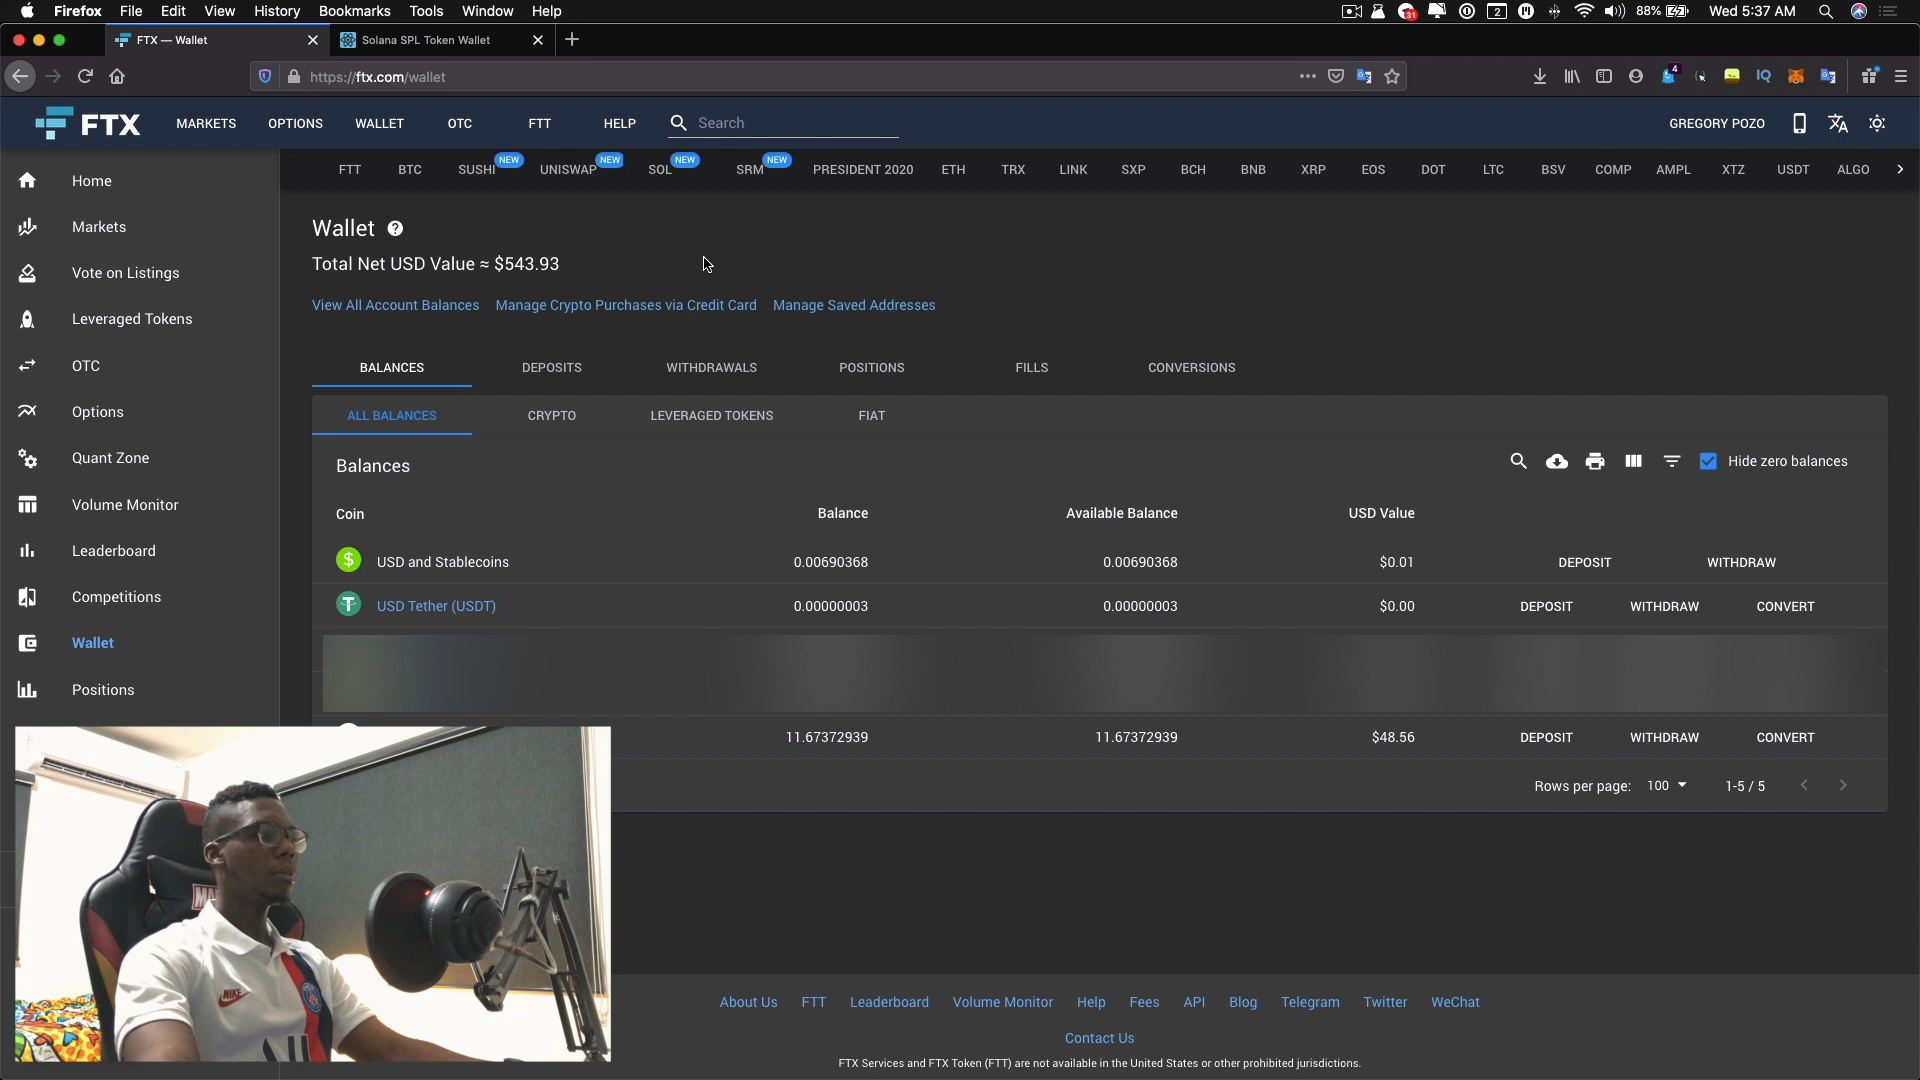 Firefox File Edit View History Bookmarks Tools Window Help 31 2 88% Wed 5:37 AM
FTX — Wallet Solana SPL Token Wallet
https://ftx.com/wallet 4 IQ
FTX MARKETS OPTIONS WALLET OTC FTT HELP Search GREGORY POZO
FTT BTC SUSHI NEW UNISWAP NEW SOL NEW SRM NEW PRESIDENT 2020 ETH TRX LINK SXP BCH BNB XRP EOS DOT LTC BSV COMP AMPL XTZ USDT ALGO
Home
Markets
Vote on Listings
Leveraged Tokens
OTC
Options
Quant Zone
Volume Monitor
Leaderboard
Competitions
Wallet
Positions
Wallet ?
Total Net USD Value ≈ $543.93
View All Account Balances Manage Crypto Purchases via Credit Card Manage Saved Addresses
BALANCES DEPOSITS WITHDRAWALS POSITIONS FILLS CONVERSIONS
ALL BALANCES CRYPTO LEVERAGED TOKENS FIAT
Balances Hide zero balances
Coin Balance Available Balance USD Value
$ USD and Stablecoins 0.00690368 0.00690368 $0.01 DEPOSIT WITHDRAW
USD Tether (USDT) 0.00000003 0.00000003 $0.00 DEPOSIT WITHDRAW CONVERT
11.67372939 11.67372939 $48.56 DEPOSIT WITHDRAW CONVERT
Rows per page: 100 1-5 / 5
NIKE
About Us FTT Leaderboard Volume Monitor Help Fees API Blog Telegram Twitter WeChat
Contact Us
FTX Services and FTX Token (FTT) are not available in the United States or other prohibited jurisdictions.